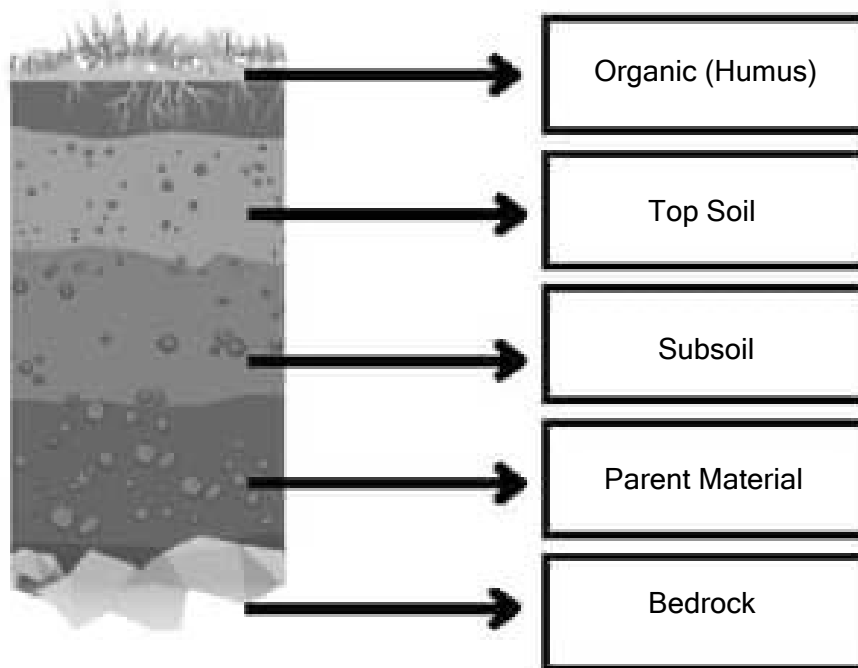 Organic (Humus)
Top Soil
Subsoil
Parent Material
Bedrock